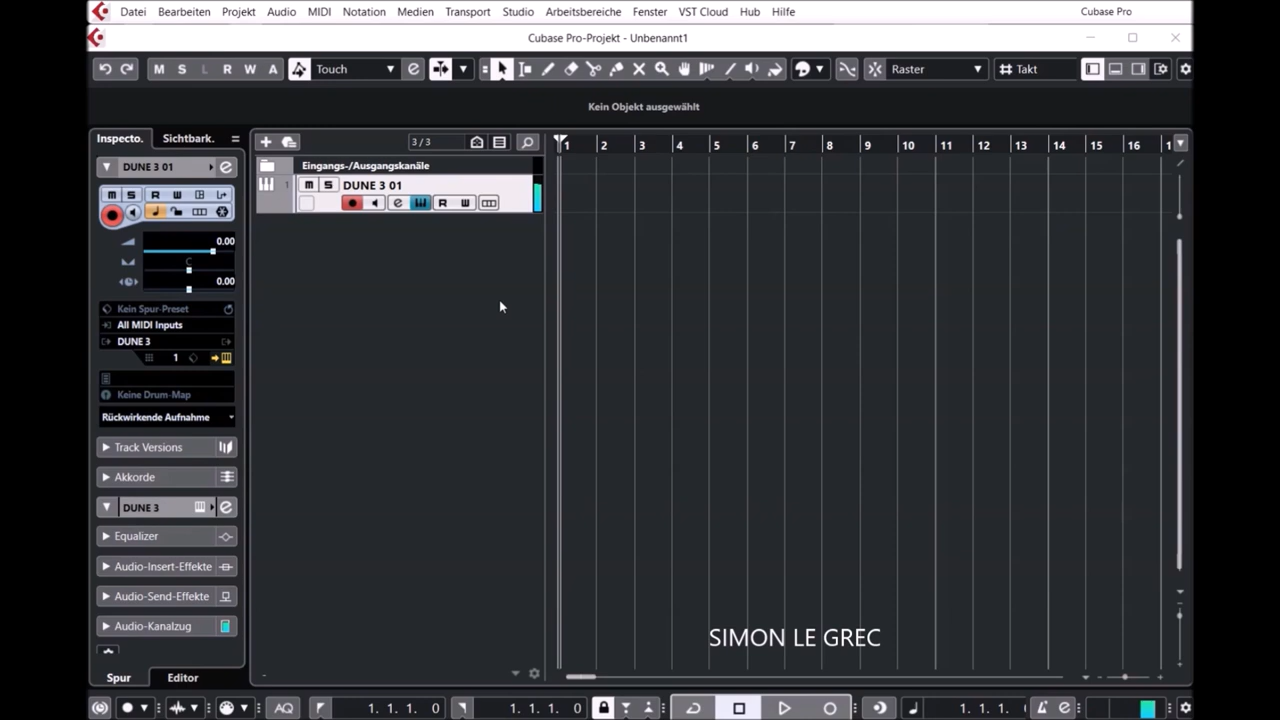 Datei Bearbeiten Projekt Audio MIDI Notation Medien Transport Studio Arbeitsbereiche Fenster VST Cloud Hub Hilfe Cubase Pro
Cubase Pro-Projekt - Unbenannt1
M S L R W A Touch Raster Takt
Kein Objekt ausgewählt
Inspecto. Sichtbark. 3 / 3 1 2 3 4 5 6 7 8 9 10 11 12 13 14 15 16 1
DUNE 3 01 Eingangs-/Ausgangskanäle
1 M S DUNE 3 01
M S R W
R W
0.00
C
0.00
Kein Spur-Preset
All MIDI Inputs
DUNE 3
1
Keine Drum-Map
Rückwirkende Aufnahme
Track Versions
Akkorde
DUNE 3
Equalizer
Audio-Insert-Effekte
Audio-Send-Effekte
Audio-Kanalzug
SIMON LE GREC
Spur Editor
AQ 1. 1. 1. 0 1. 1. 1. 0 1. 1. 1. 0